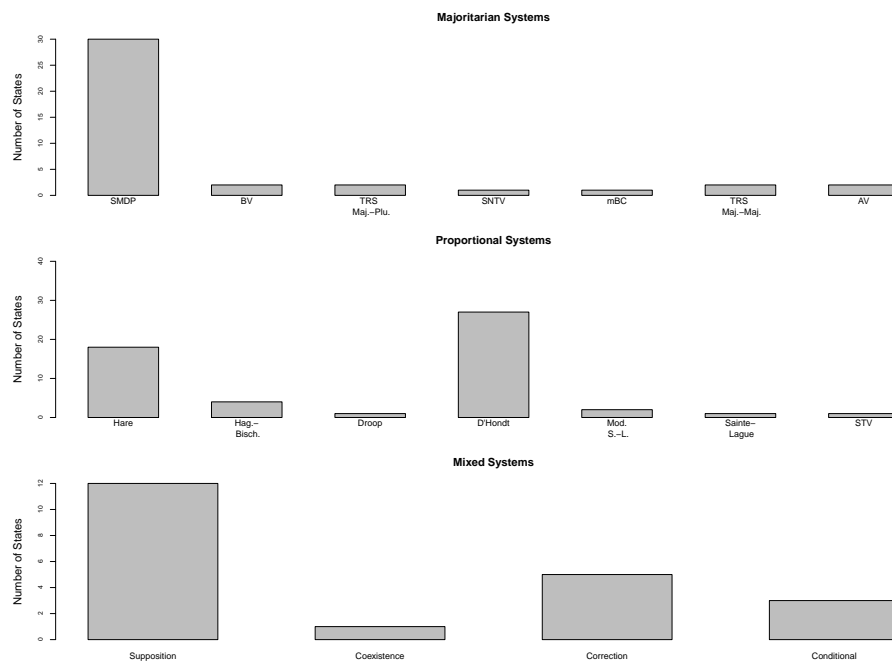 Majoritarian Systems
Number of States
30
25
20
15
10
5
0
SMDP BV TRS SNTV mBC TRS AV
Maj.–Plu. Maj.–Maj.
Proportional Systems
Number of States
40
30
20
10
0
Hare Hag.– Droop D'Hondt Mod. Sainte– STV
Bisch. S.–L. Lague
Mixed Systems
Number of States
12
10
8
6
4
2
0
Supposition Coexistence Correction Conditional